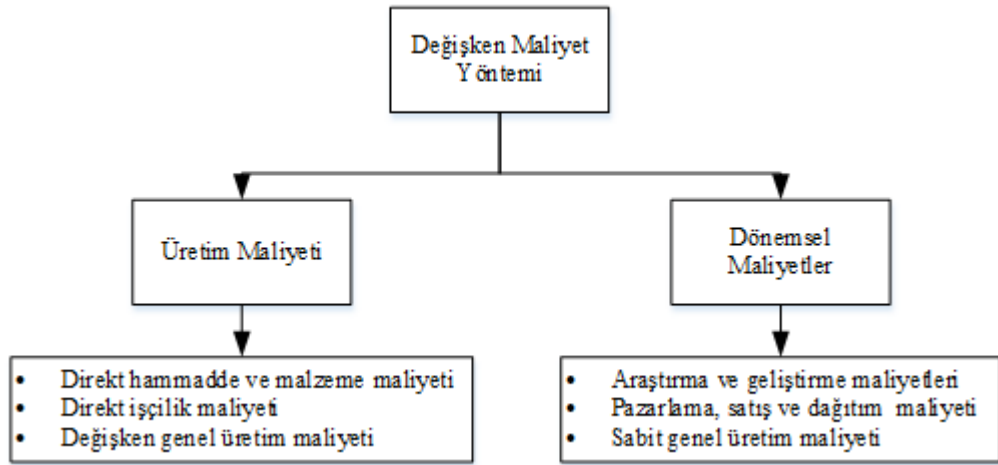 Değişken Maliyet
Yöntemi
Üretim Maliyeti
Dönemsel
Maliyetler
• Direkt hammadde ve malzeme maliyeti
• Direkt işçilik maliyeti
• Değişken genel üretim maliyeti
• Araştırma ve geliştirme maliyetleri
• Pazarlama, satış ve dağıtım maliyeti
• Sabit genel üretim maliyeti